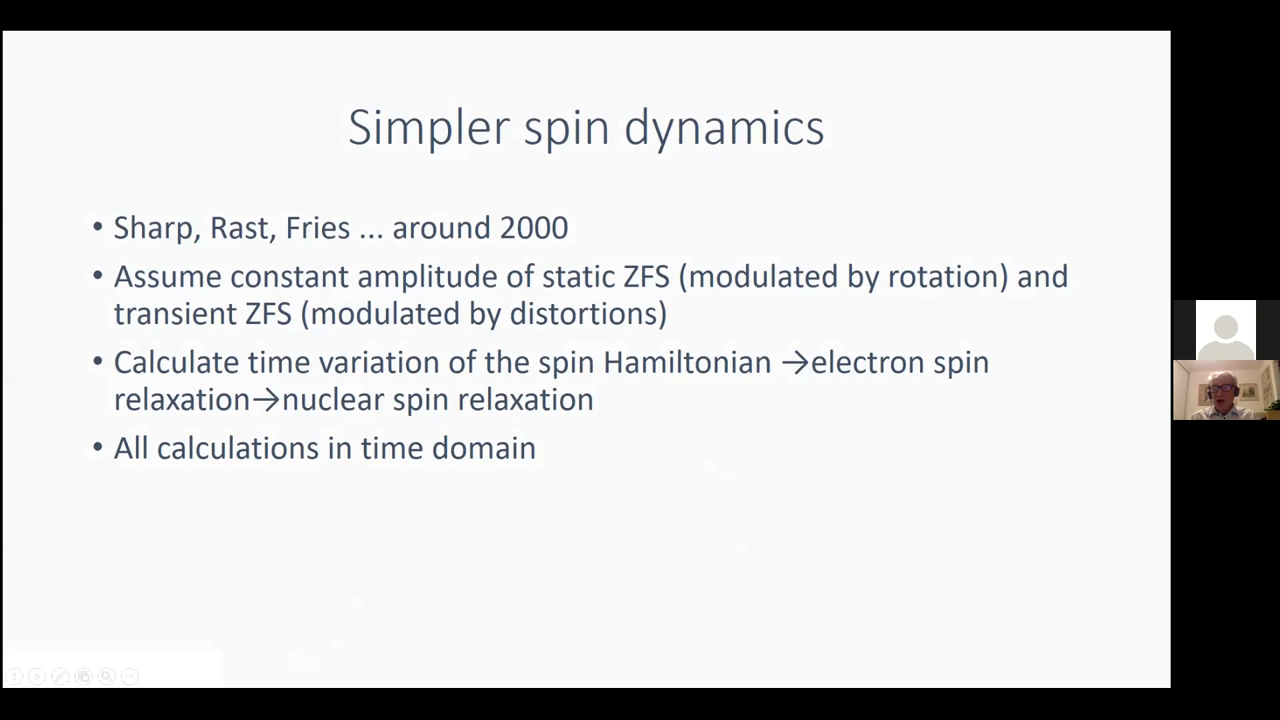 Simpler spin dynamics
• Sharp, Rast, Fries ... around 2000
• Assume constant amplitude of static ZFS (modulated by rotation) and
transient ZFS (modulated by distortions)
• Calculate time variation of the spin Hamiltonian →electron spin
relaxation→nuclear spin relaxation
• All calculations in time domain